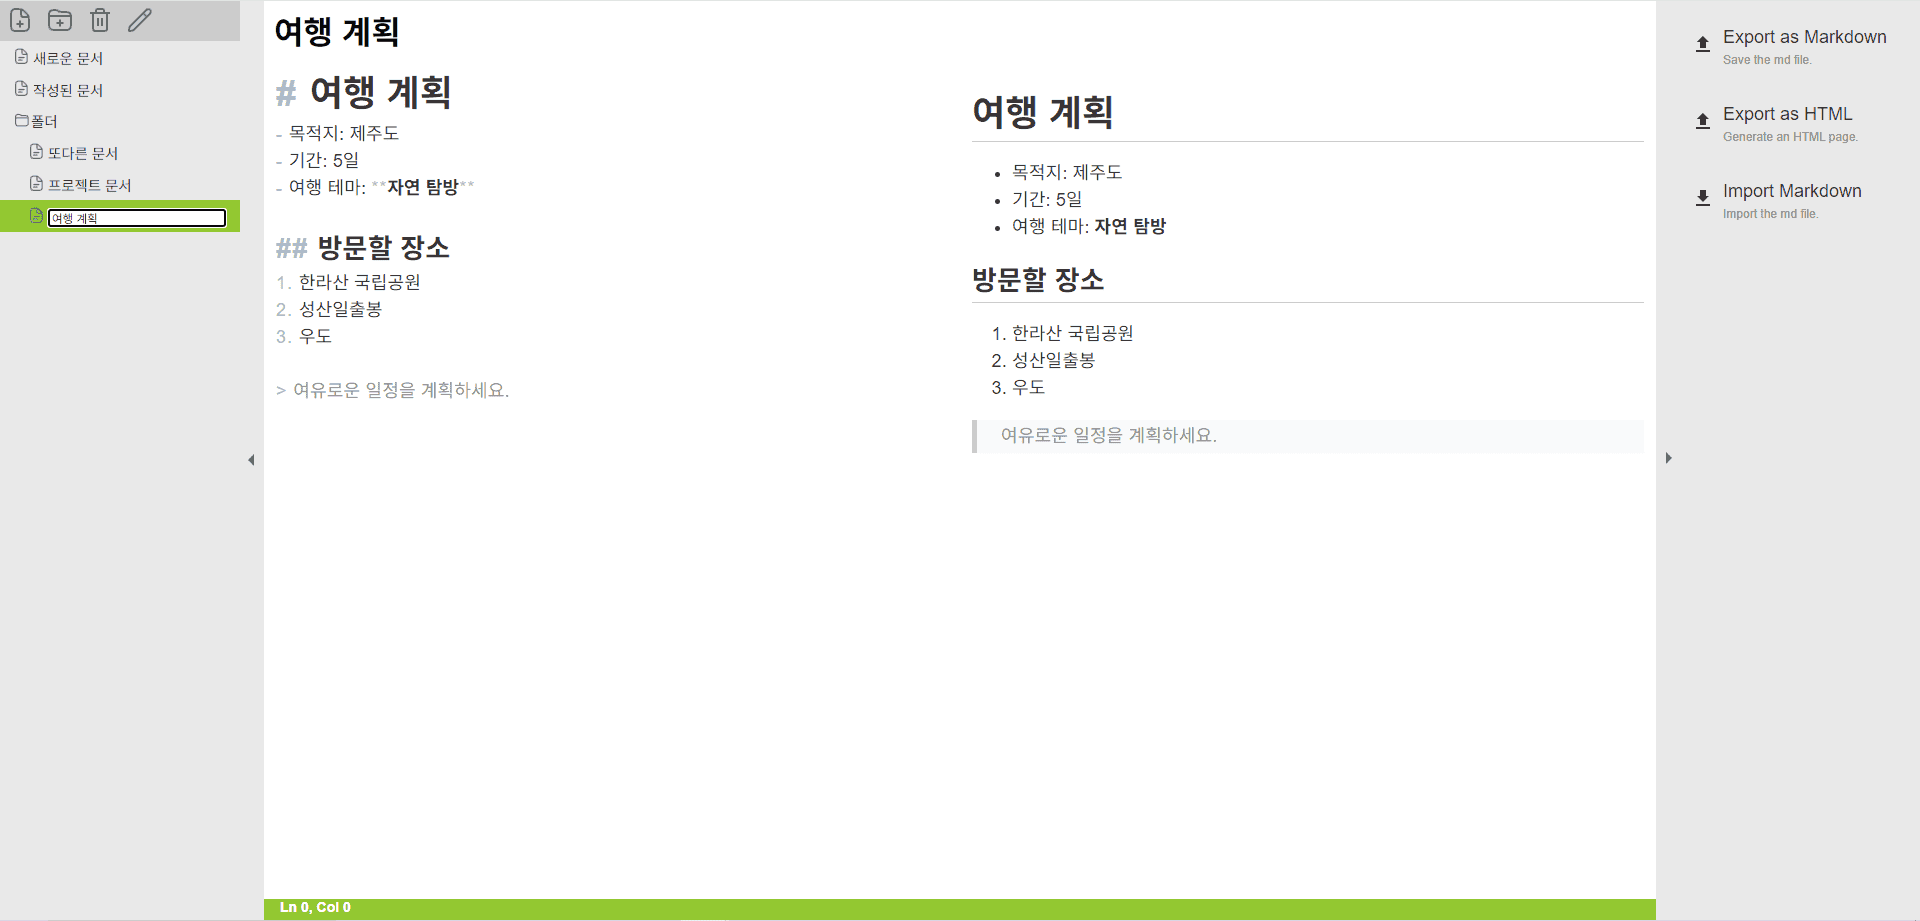 새로운 문서
작성된 문서
폴더
또다른 문서
프로젝트 문서
여행 계획
여행 계획
# 여행 계획
- 목적지: 제주도
- 기간: 5일
- 여행 테마: **자연 탐방**
## 방문할 장소
1. 한라산 국립공원
2. 성산일출봉
3. 우도
> 여유로운 일정을 계획하세요.
여행 계획
• 목적지: 제주도
• 기간: 5일
• 여행 테마: 자연 탐방
방문할 장소
1. 한라산 국립공원
2. 성산일출봉
3. 우도
여유로운 일정을 계획하세요.
Export as Markdown
Save the md file.
Export as HTML
Generate an HTML page.
Import Markdown
Import the md file.
Ln 0, Col 0